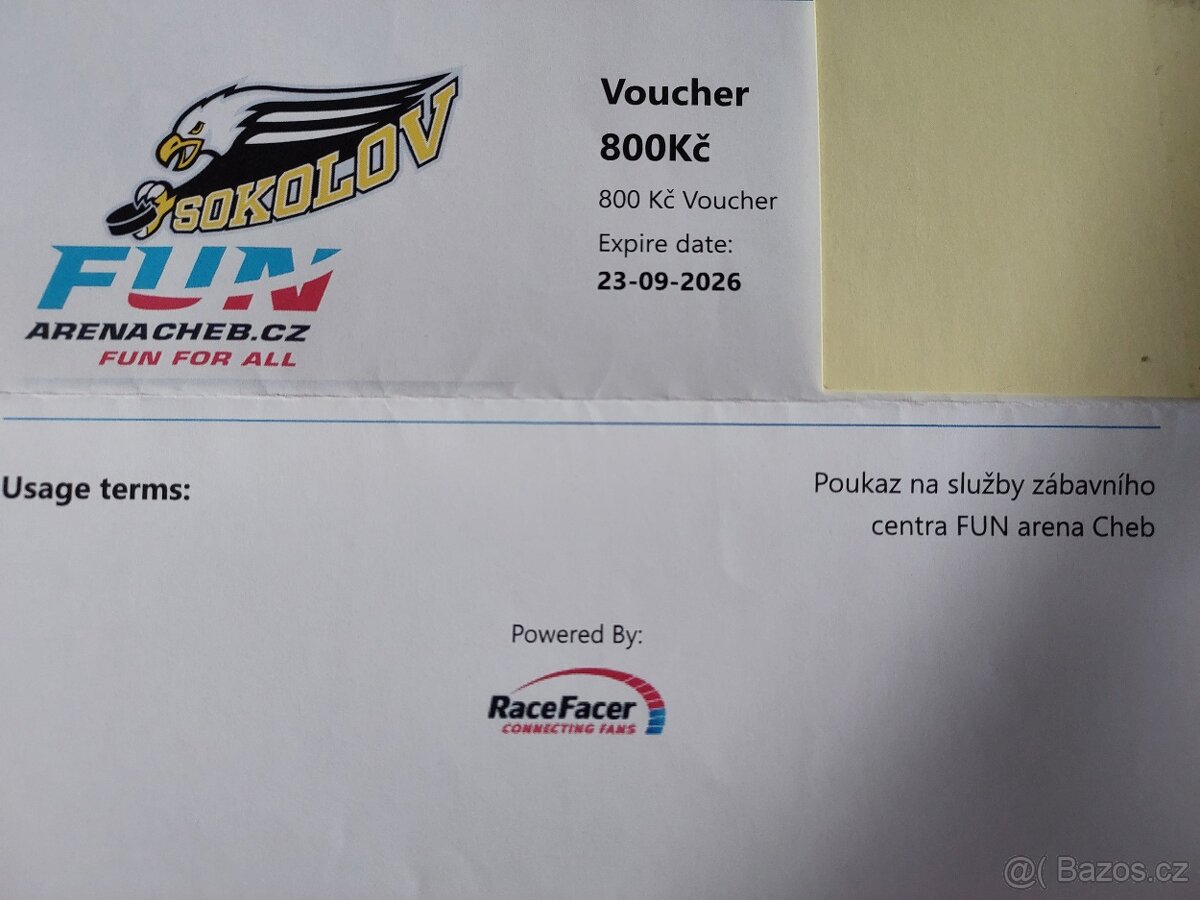 SOKOLOV
FUN
ARENACHEB.CZ
FUN FOR ALL
Voucher
800Kč
800 Kč Voucher
Expire date:
23-09-2026
Usage terms:
Poukaz na služby zábavního
centra FUN arena Cheb
Powered By:
RaceFacer
CONNECTING FANS
@( Bazos.cz